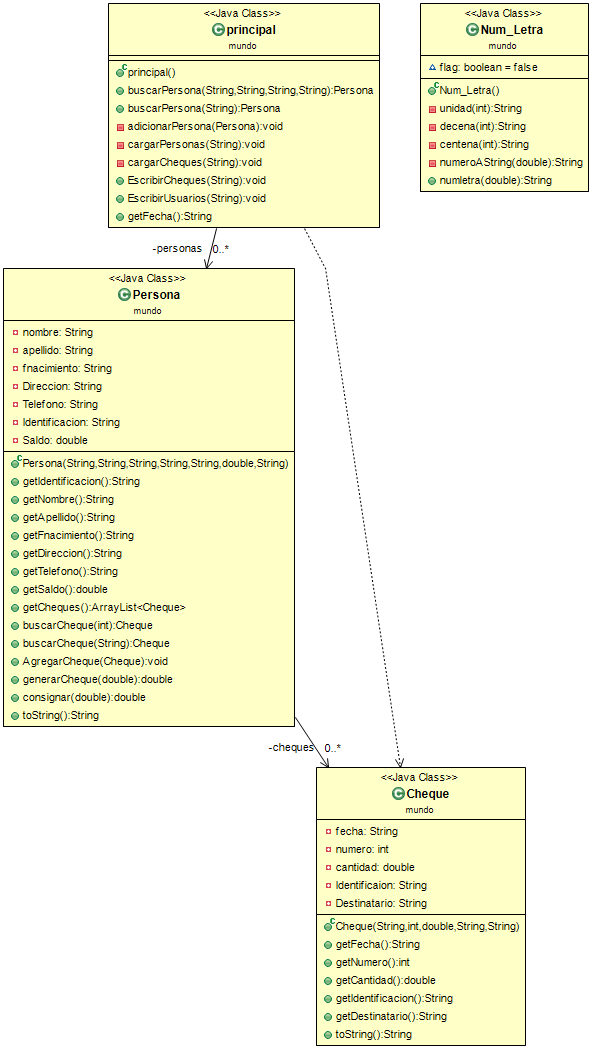 <<Java Class>>
principal
mundo
principal()
buscarPersona(String,String,String,String):Persona
buscarPersona(String):Persona
adicionarPersona(Persona):void
cargarPersonas(String):void
cargarCheques(String):void
EscribirCheques(String):void
EscribirUsuarios(String):void
getFecha():String
<<Java Class>>
Num_Letra
mundo
flag: boolean = false
Num_Letra()
unidad(int):String
decena(int):String
centena(int):String
numeroAString(double):String
numletra(double):String
-personas 0..*
<<Java Class>>
Persona
mundo
nombre: String
apellido: String
fnacimiento: String
Direccion: String
Telefono: String
Identificacion: String
Saldo: double
Persona(String,String,String,String,String,double,String)
getIdentificacion():String
getNombre():String
getApellido():String
getFnacimiento():String
getDireccion():String
getTelefono():String
getSaldo():double
getCheques():ArrayList<Cheque>
buscarCheque(int):Cheque
buscarCheque(String):Cheque
AgregarCheque(Cheque):void
generarCheque(double):double
consignar(double):double
toString():String
-cheques 0..*
<<Java Class>>
Cheque
mundo
fecha: String
numero: int
cantidad: double
Identificaion: String
Destinatario: String
Cheque(String,int,double,String,String)
getFecha():String
getNumero():int
getCantidad():double
getIdentificacion():String
getDestinatario():String
toString():String